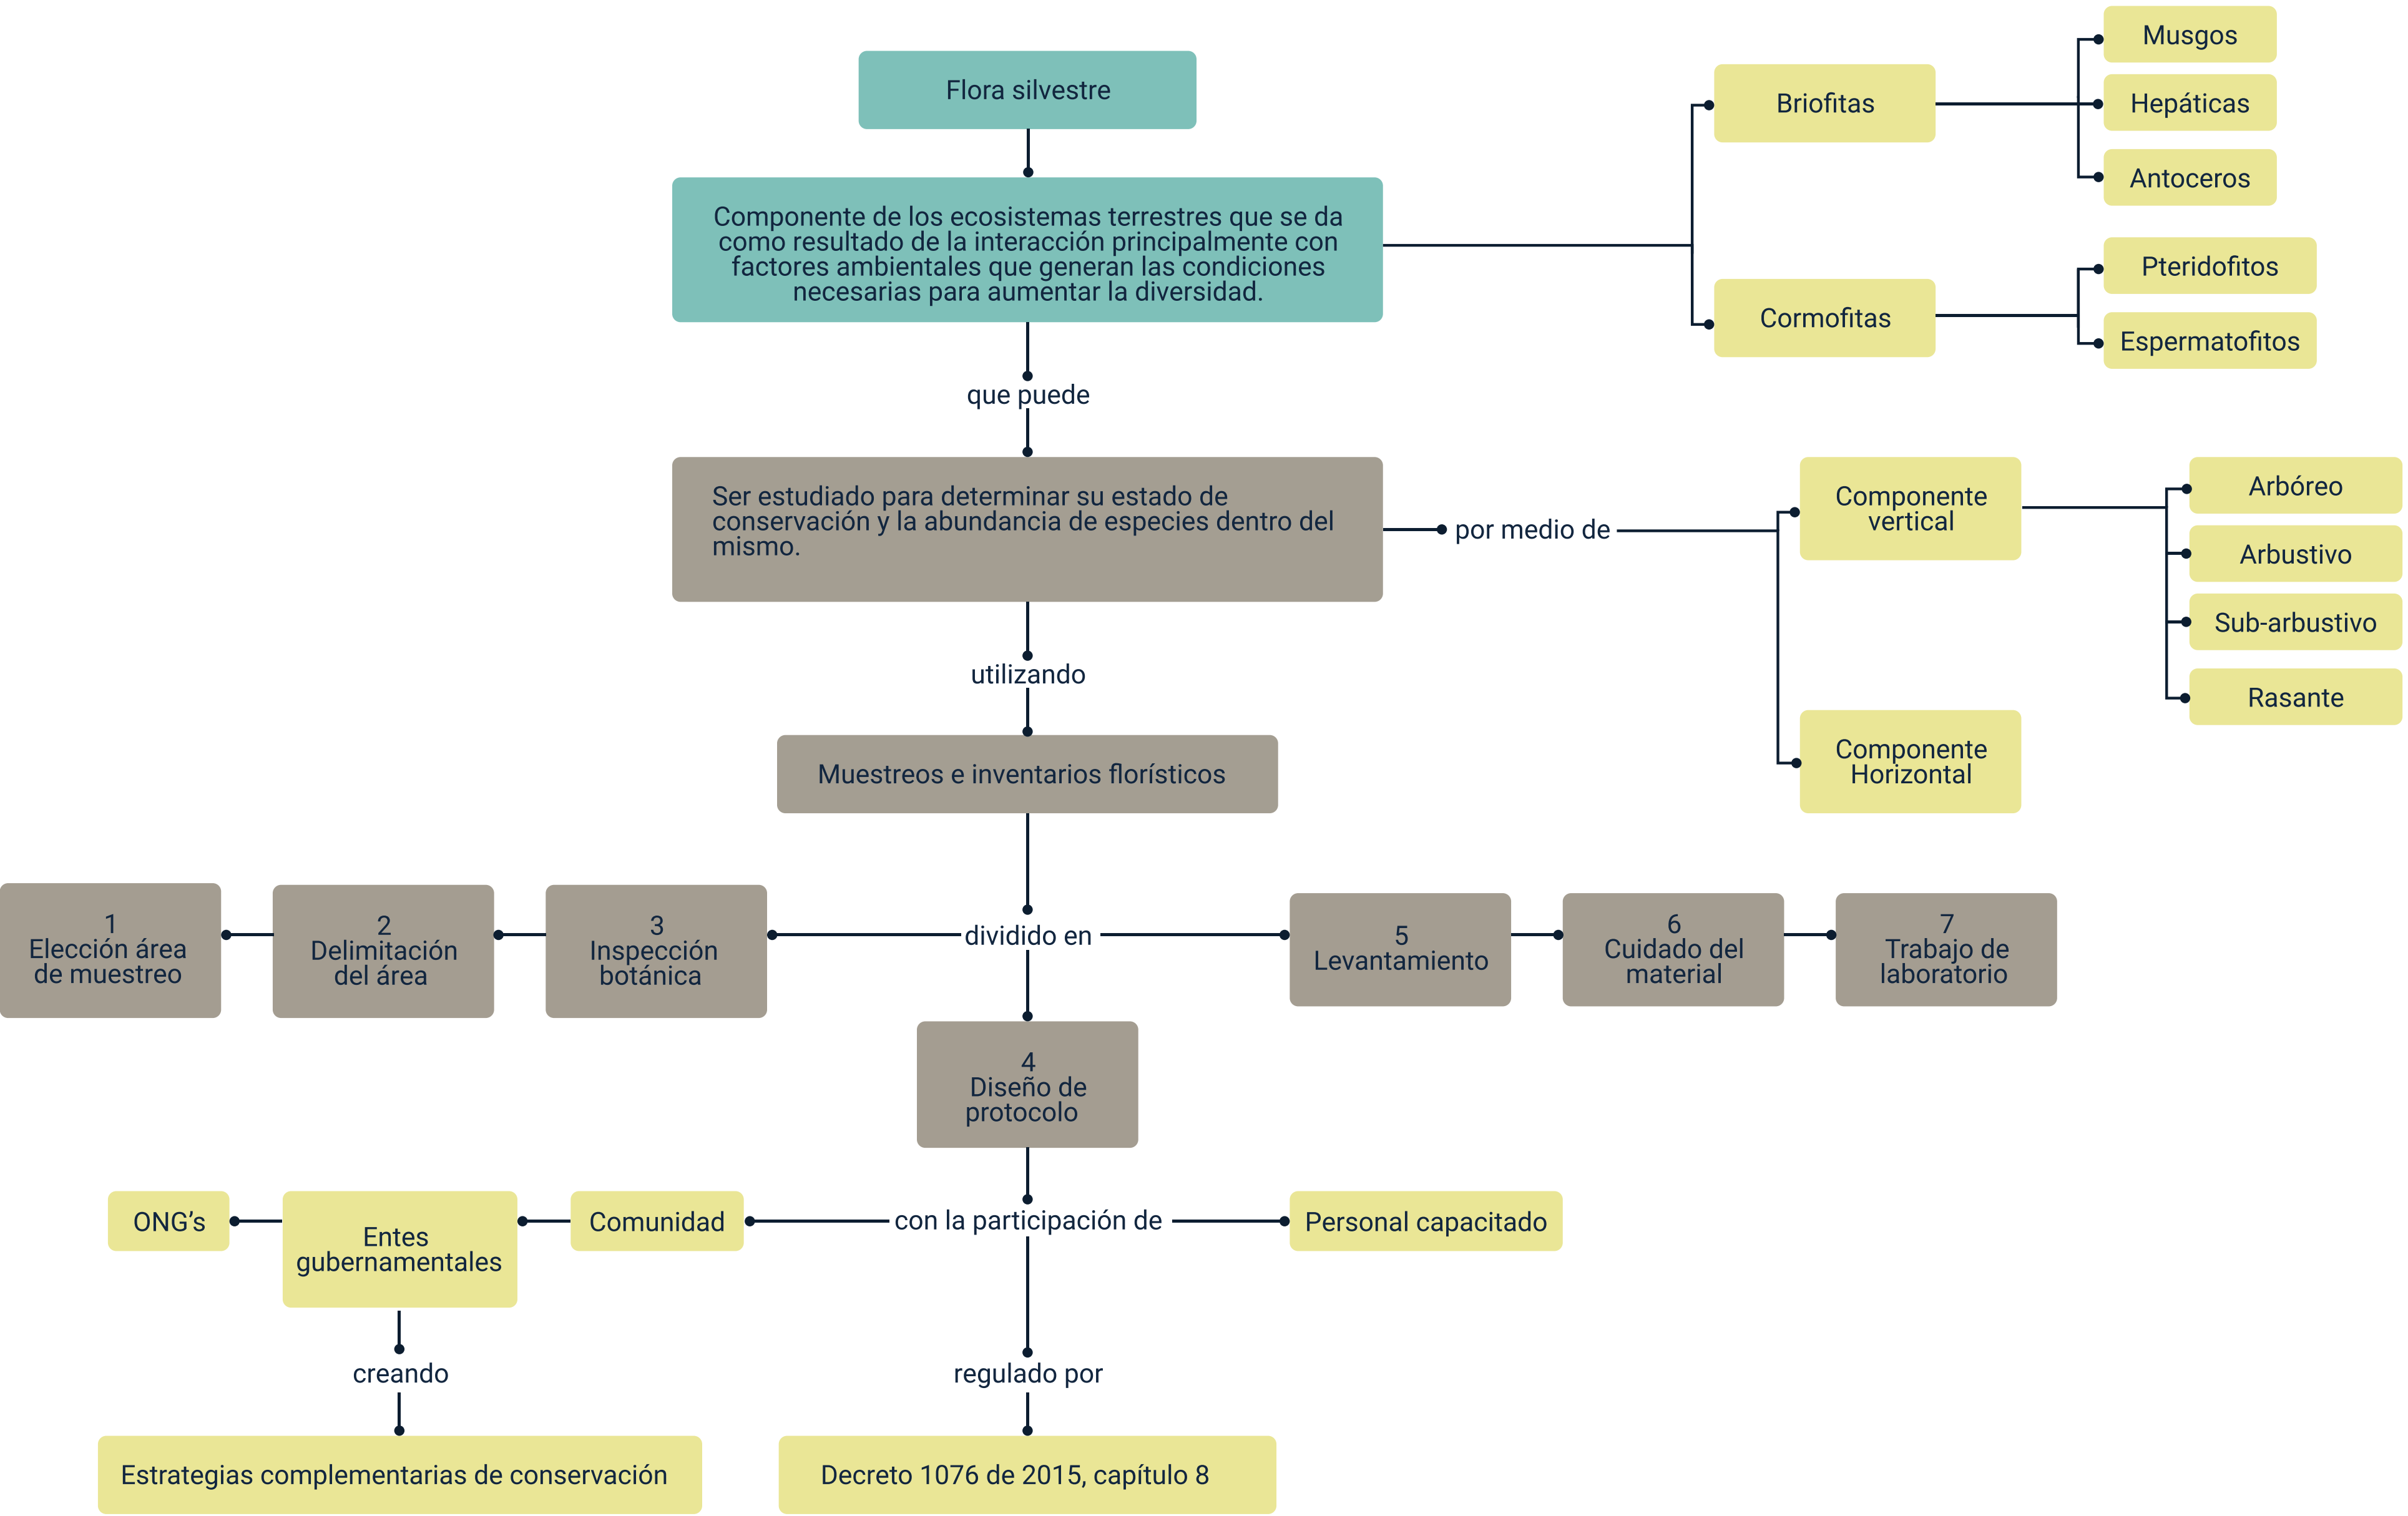 Flora silvestre
Componente de los ecosistemas terrestres que se da
como resultado de la interacción principalmente con
factores ambientales que generan las condiciones
necesarias para aumentar la diversidad.
Briofitas
Musgos
Hepáticas
Antoceros
Cormofitas
Pteridofitos
Espermatofitos
que puede
Ser estudiado para determinar su estado de
conservación y la abundancia de especies dentro del
mismo.
por medio de
Componente
vertical
Arbóreo
Arbustivo
Sub-arbustivo
Rasante
Componente
Horizontal
utilizando
Muestreos e inventarios florísticos
dividido en
1
Elección área
de muestreo
2
Delimitación
del área
3
Inspección
botánica
4
Diseño de
protocolo
5
Levantamiento
6
Cuidado del
material
7
Trabajo de
laboratorio
con la participación de
ONG’s
Entes
gubernamentales
Comunidad
Personal capacitado
creando
regulado por
Estrategias complementarias de conservación
Decreto 1076 de 2015, capítulo 8